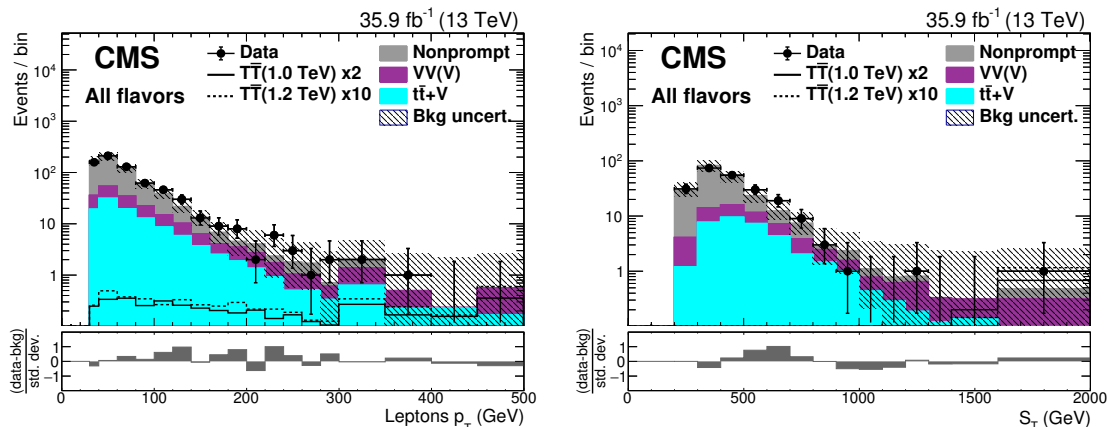 35.9 fb⁻¹ (13 TeV)
CMS
All flavors
Data
TT̅(1.0 TeV) x2
TT̅(1.2 TeV) x10
Nonprompt
VV(V)
tt̅+V
Bkg uncert.
Events / bin
10⁴
10³
10²
10
1
(data-bkg)
std. dev.
1
0
−1
0 100 200 300 400 500
Leptons p_T (GeV)
35.9 fb⁻¹ (13 TeV)
CMS
All flavors
Data
TT̅(1.0 TeV) x2
TT̅(1.2 TeV) x10
Nonprompt
VV(V)
tt̅+V
Bkg uncert.
Events / bin
10⁴
10³
10²
10
1
(data-bkg)
std. dev.
1
0
−1
0 500 1000 1500 2000
S_T (GeV)